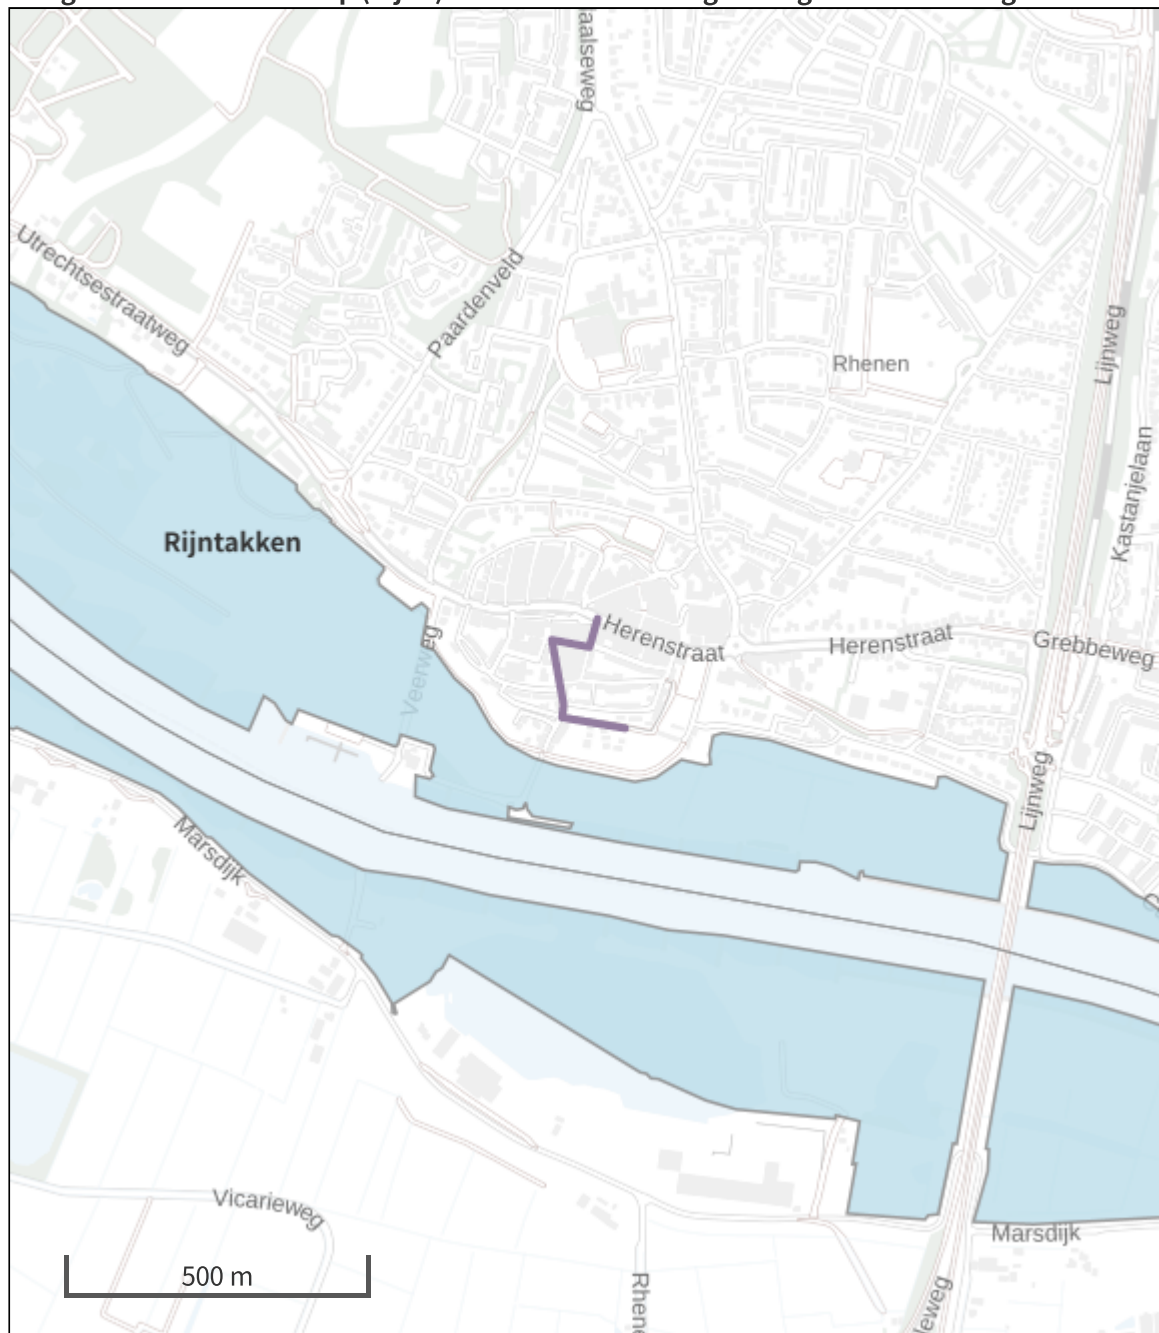 Utrechtsestraatweg
Paardenveld
Rhenen
Lijnweg
Kastanjelaan
Rijntakken
Veerweg
Herenstraat
Herenstraat
Grebbeweg
Lijnweg
Marsdijk
Vicarieweg
Marsdijk
500 m